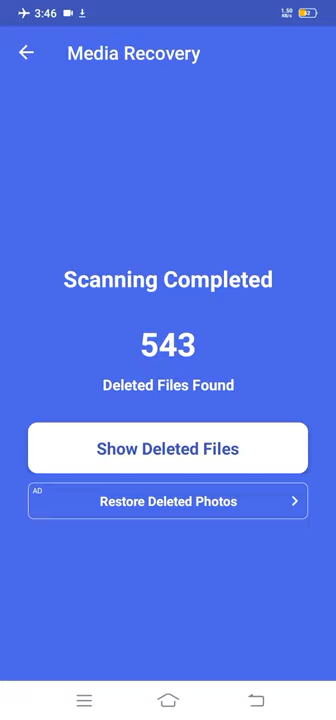 3:46
1.50
KB/s
42
Media Recovery
Scanning Completed
543
Deleted Files Found
Show Deleted Files
AD
Restore Deleted Photos